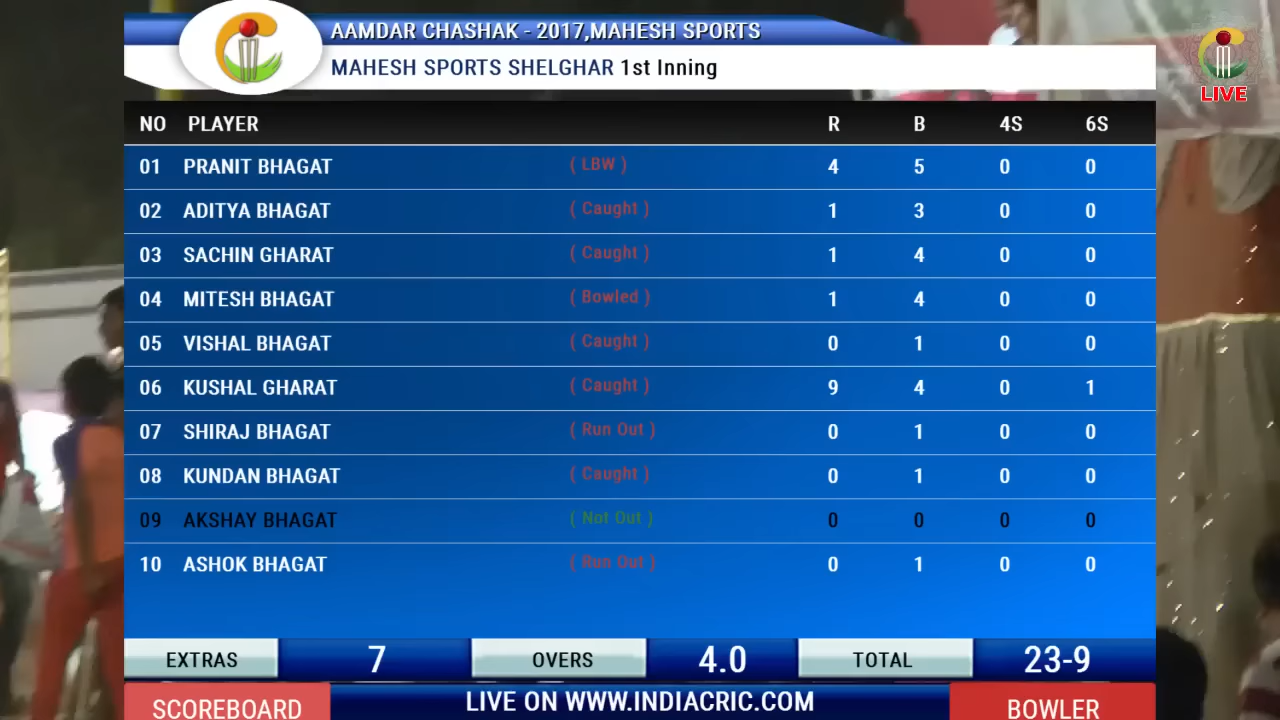 AAMDAR CHASHAK - 2017,MAHESH SPORTS
MAHESH SPORTS SHELGHAR 1st Inning
LIVE
NO PLAYER R B 4S 6S
01 PRANIT BHAGAT ( LBW ) 4 5 0 0
02 ADITYA BHAGAT ( Caught ) 1 3 0 0
03 SACHIN GHARAT ( Caught ) 1 4 0 0
04 MITESH BHAGAT ( Bowled ) 1 4 0 0
05 VISHAL BHAGAT ( Caught ) 0 1 0 0
06 KUSHAL GHARAT ( Caught ) 9 4 0 1
07 SHIRAJ BHAGAT ( Run Out ) 0 1 0 0
08 KUNDAN BHAGAT ( Caught ) 0 1 0 0
09 AKSHAY BHAGAT ( Not Out ) 0 0 0 0
10 ASHOK BHAGAT ( Run Out ) 0 1 0 0
EXTRAS 7 OVERS 4.0 TOTAL 23-9
SCOREBOARD LIVE ON WWW.INDIACRIC.COM BOWLER